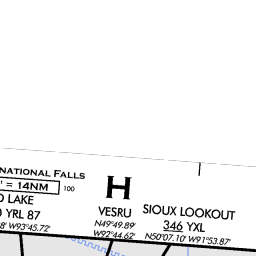 NATIONAL FALLS
= 14NM 100
LAKE
YRL 87
W93°45.72'
H
VESRU
N49°49.89'
W92°44.62'
SIOUX LOOKOUT
346 YXL
N50°07.10' W91°53.87'